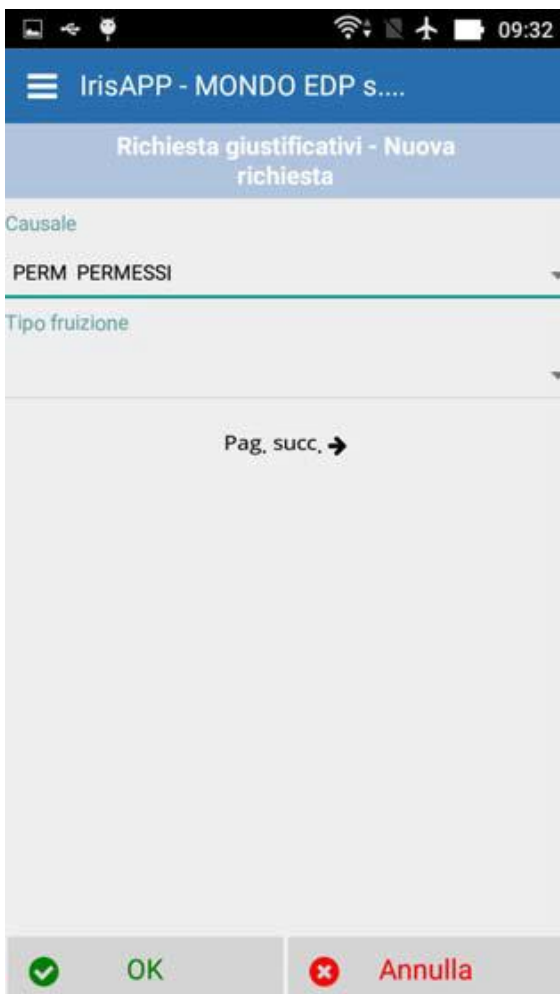 09:32
IrisAPP - MONDO EDP s....
Richiesta giustificativi - Nuova
richiesta
Causale
PERM PERMESSI
Tipo fruizione
Pag. succ.
OK
Annulla